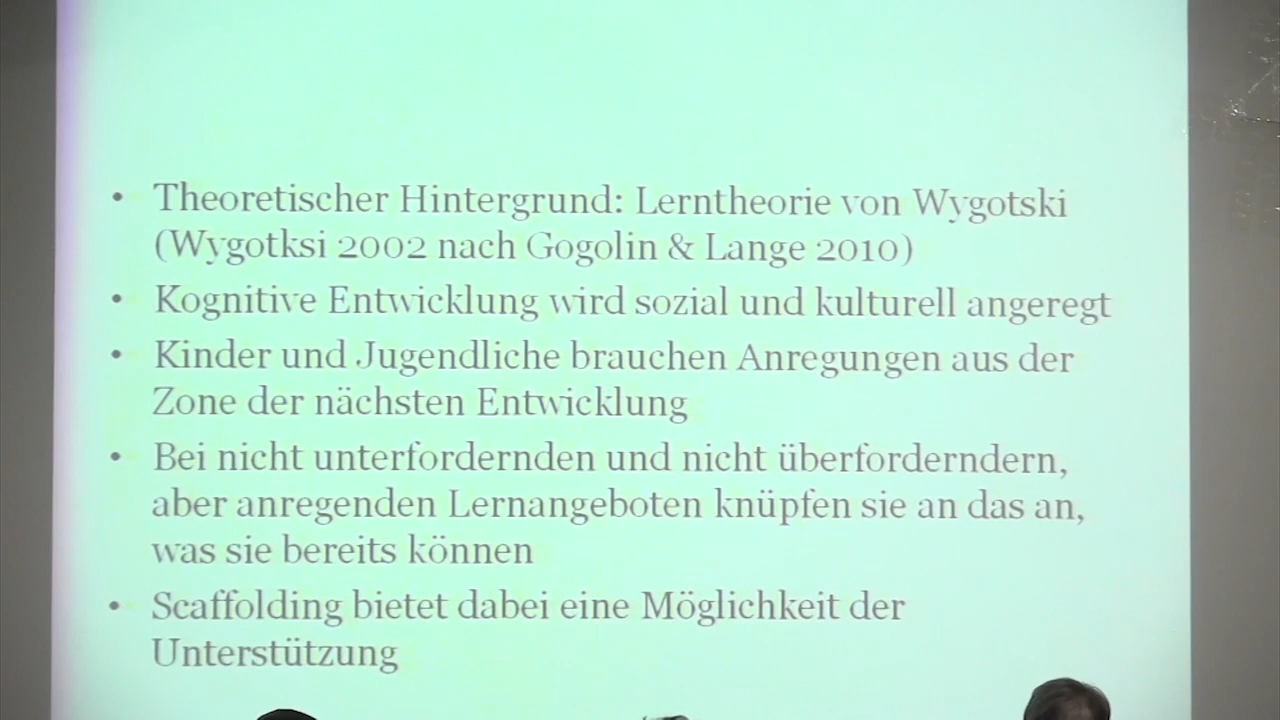 • Theoretischer Hintergrund: Lerntheorie von Wygotski
(Wygotksi 2002 nach Gogolin & Lange 2010)
• Kognitive Entwicklung wird sozial und kulturell angeregt
• Kinder und Jugendliche brauchen Anregungen aus der
Zone der nächsten Entwicklung
• Bei nicht unterfordernden und nicht überforderndern,
aber anregenden Lernangeboten knüpfen sie an das an,
was sie bereits können
• Scaffolding bietet dabei eine Möglichkeit der
Unterstützung